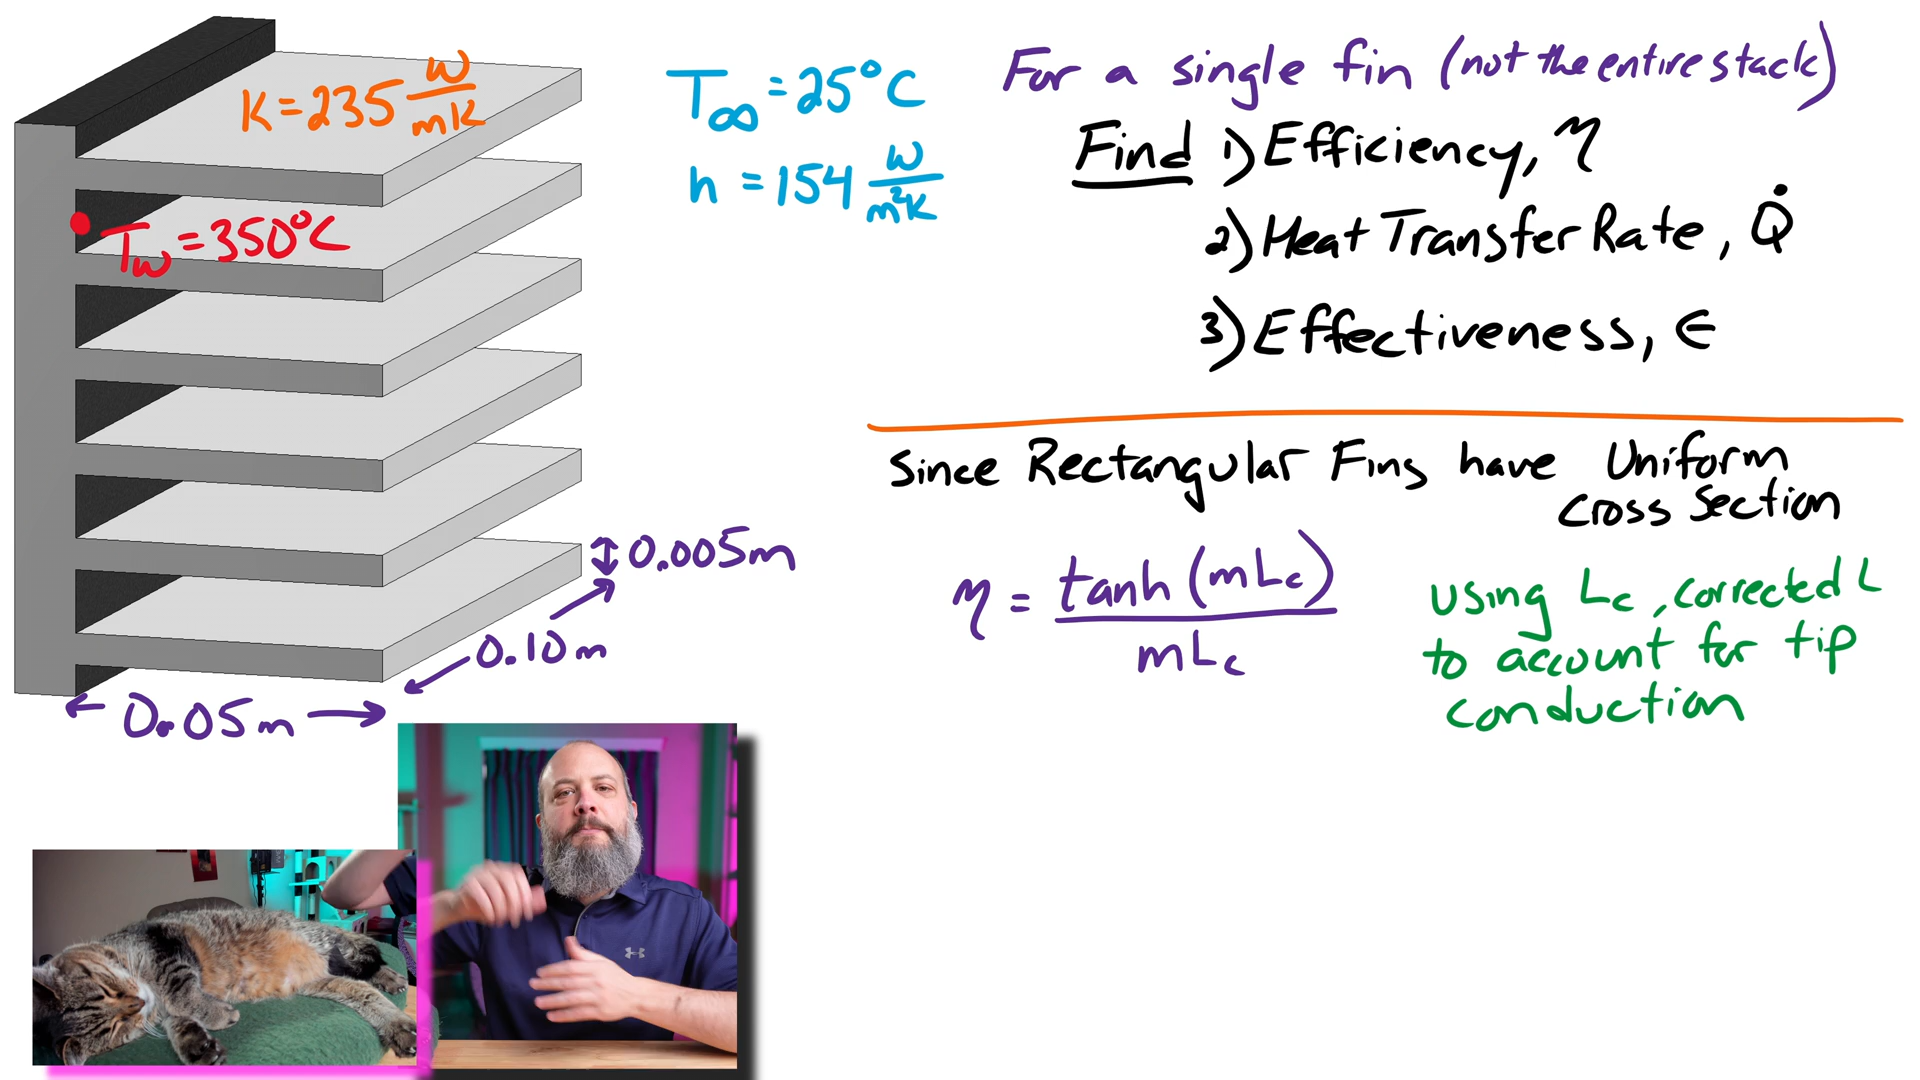 K = 235 W/mK
T∞ = 25°C
h = 154 W/m²K
Tw = 350°C
0.005m
0.10m
0.05m
For a single fin (not the entire stack)
Find 1) Efficiency, η
2) Heat Transfer Rate, Q̇
3) Effectiveness, ∈
Since Rectangular Fins have Uniform
Cross Section
η = tanh (mLc) / mLc
Using Lc, corrected L
to account for tip
conduction